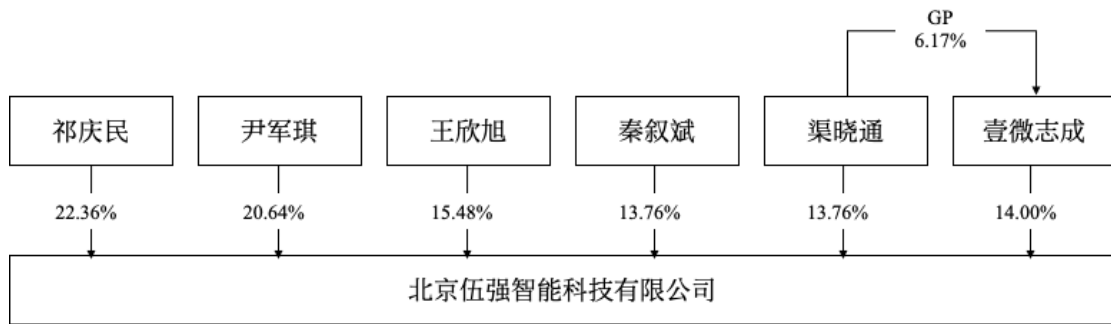 GP
6.17%
祁庆民
尹军琪
王欣旭
秦叙斌
渠晓通
壹微志成
22.36%
20.64%
15.48%
13.76%
13.76%
14.00%
北京伍强智能科技有限公司